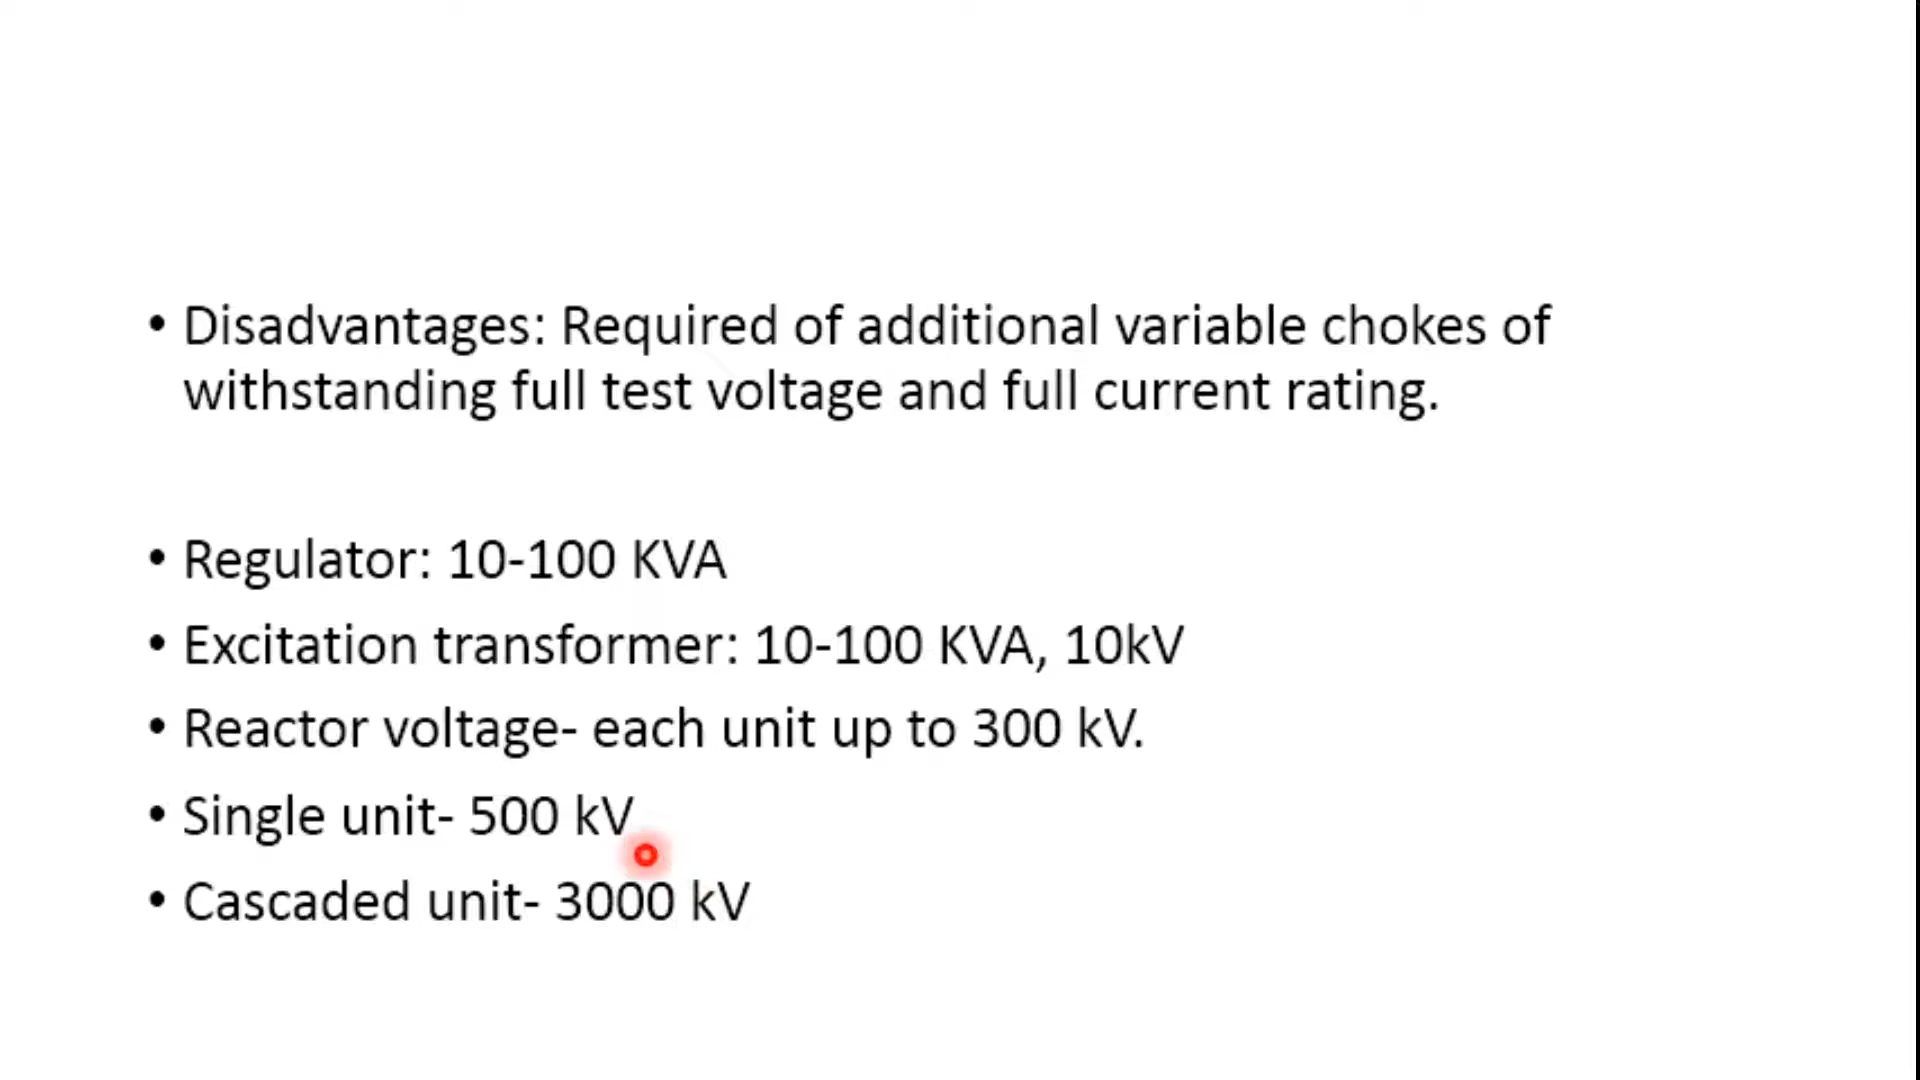 • Disadvantages: Required of additional variable chokes of
withstanding full test voltage and full current rating.
• Regulator: 10-100 KVA
• Excitation transformer: 10-100 KVA, 10kV
• Reactor voltage- each unit up to 300 kV.
• Single unit- 500 kV
• Cascaded unit- 3000 kV